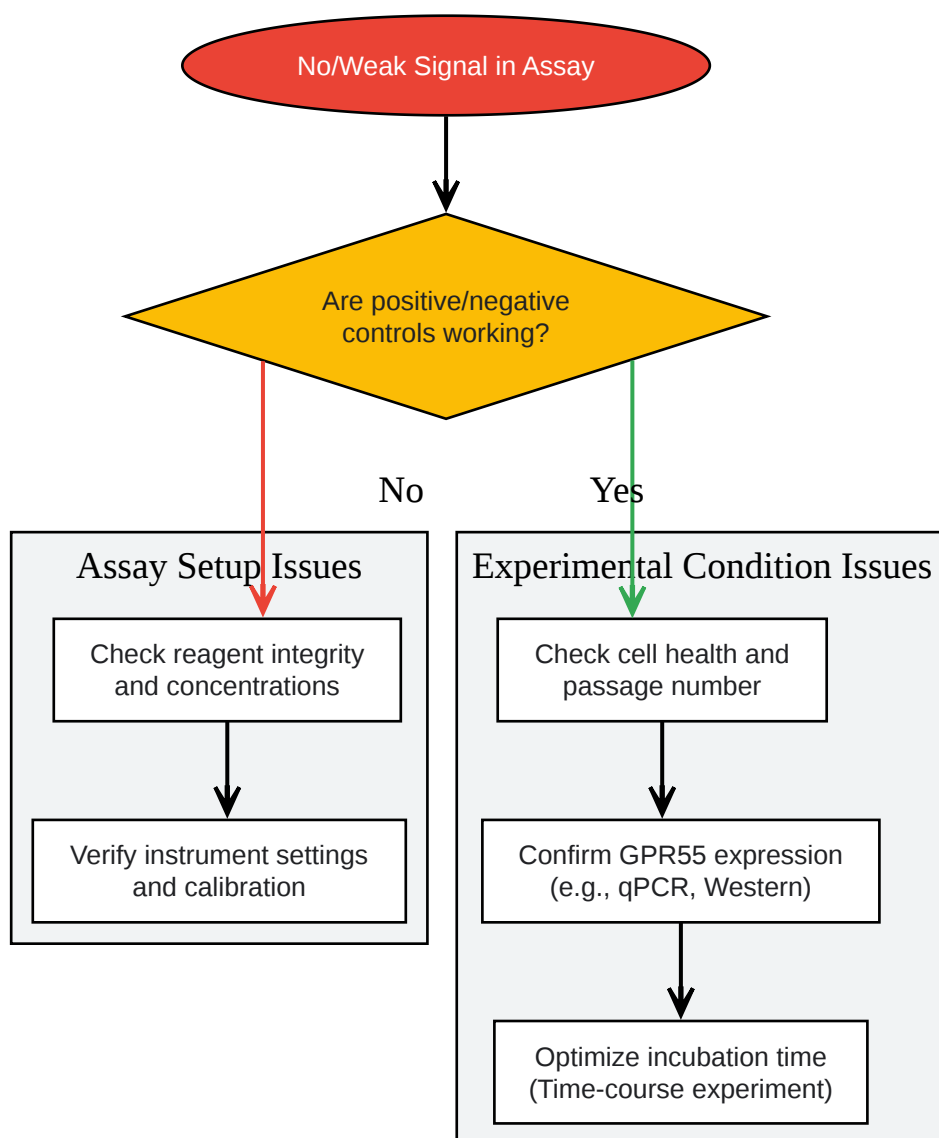 No/Weak Signal in Assay
Are positive/negative
controls working?
No
Yes
Assay Setup Issues
Check reagent integrity
and concentrations
Verify instrument settings
and calibration
Experimental Condition Issues
Check cell health and
passage number
Confirm GPR55 expression
(e.g., qPCR, Western)
Optimize incubation time
(Time-course experiment)